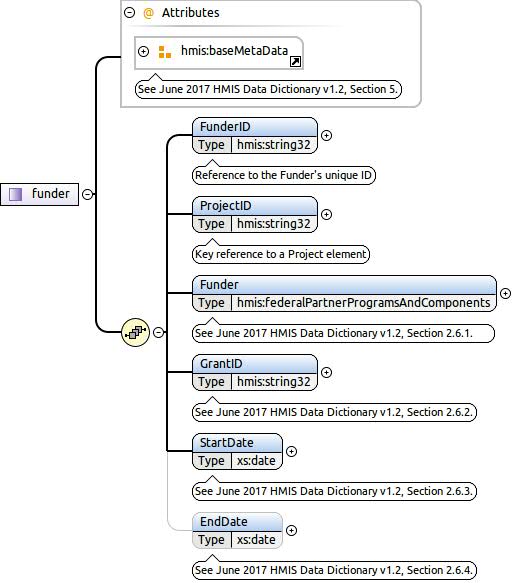 @ Attributes
hmis:baseMetaData
See June 2017 HMIS Data Dictionary v1.2, Section 5.
funder
FunderID
Type hmis:string32
Reference to the Funder's unique ID
ProjectID
Type hmis:string32
Key reference to a Project element
Funder
Type hmis:federalPartnerProgramsAndComponents
See June 2017 HMIS Data Dictionary v1.2, Section 2.6.1.
GrantID
Type hmis:string32
See June 2017 HMIS Data Dictionary v1.2, Section 2.6.2.
StartDate
Type xs:date
See June 2017 HMIS Data Dictionary v1.2, Section 2.6.3.
EndDate
Type xs:date
See June 2017 HMIS Data Dictionary v1.2, Section 2.6.4.